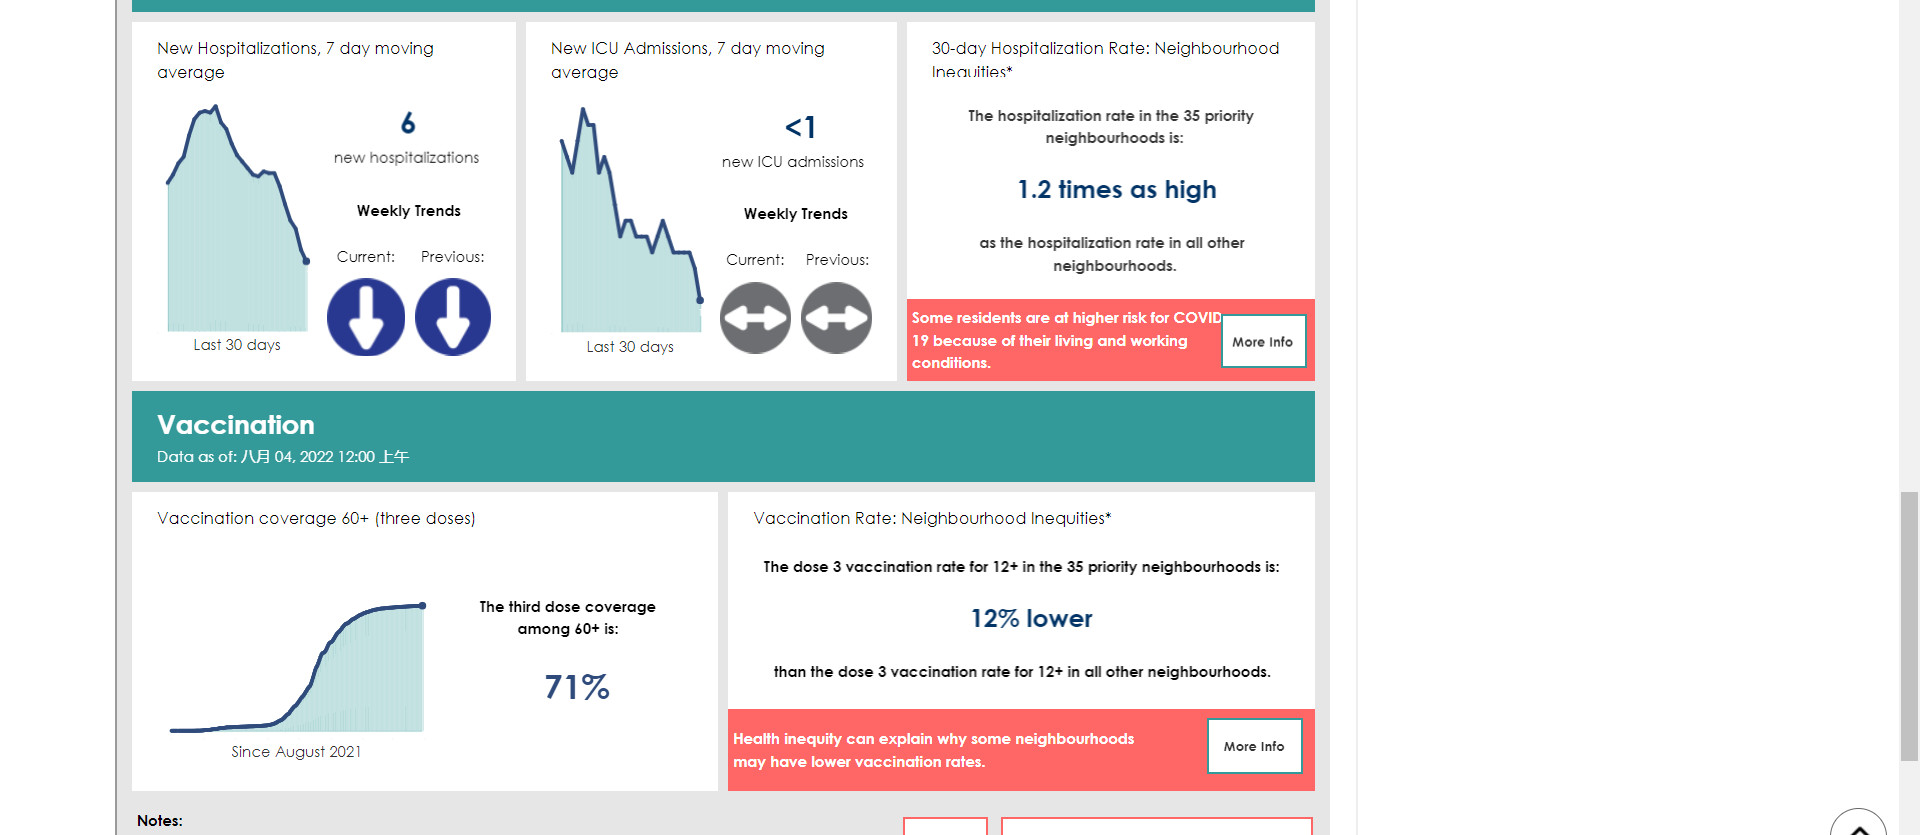 New Hospitalizations, 7 day moving
average
6
new hospitalizations
Weekly Trends
Current: Previous:
Last 30 days
New ICU Admissions, 7 day moving
average
<1
new ICU admissions
Weekly Trends
Current: Previous:
Last 30 days
30-day Hospitalization Rate: Neighbourhood
Inequities*
The hospitalization rate in the 35 priority
neighbourhoods is:
1.2 times as high
as the hospitalization rate in all other
neighbourhoods.
Some residents are at higher risk for COVID
19 because of their living and working
conditions.
More Info
Vaccination
Data as of: 八月 04, 2022 12:00 上午
Vaccination coverage 60+ (three doses)
The third dose coverage
among 60+ is:
71%
Since August 2021
Vaccination Rate: Neighbourhood Inequities*
The dose 3 vaccination rate for 12+ in the 35 priority neighbourhoods is:
12% lower
than the dose 3 vaccination rate for 12+ in all other neighbourhoods.
Health inequity can explain why some neighbourhoods
may have lower vaccination rates.
More Info
Notes: